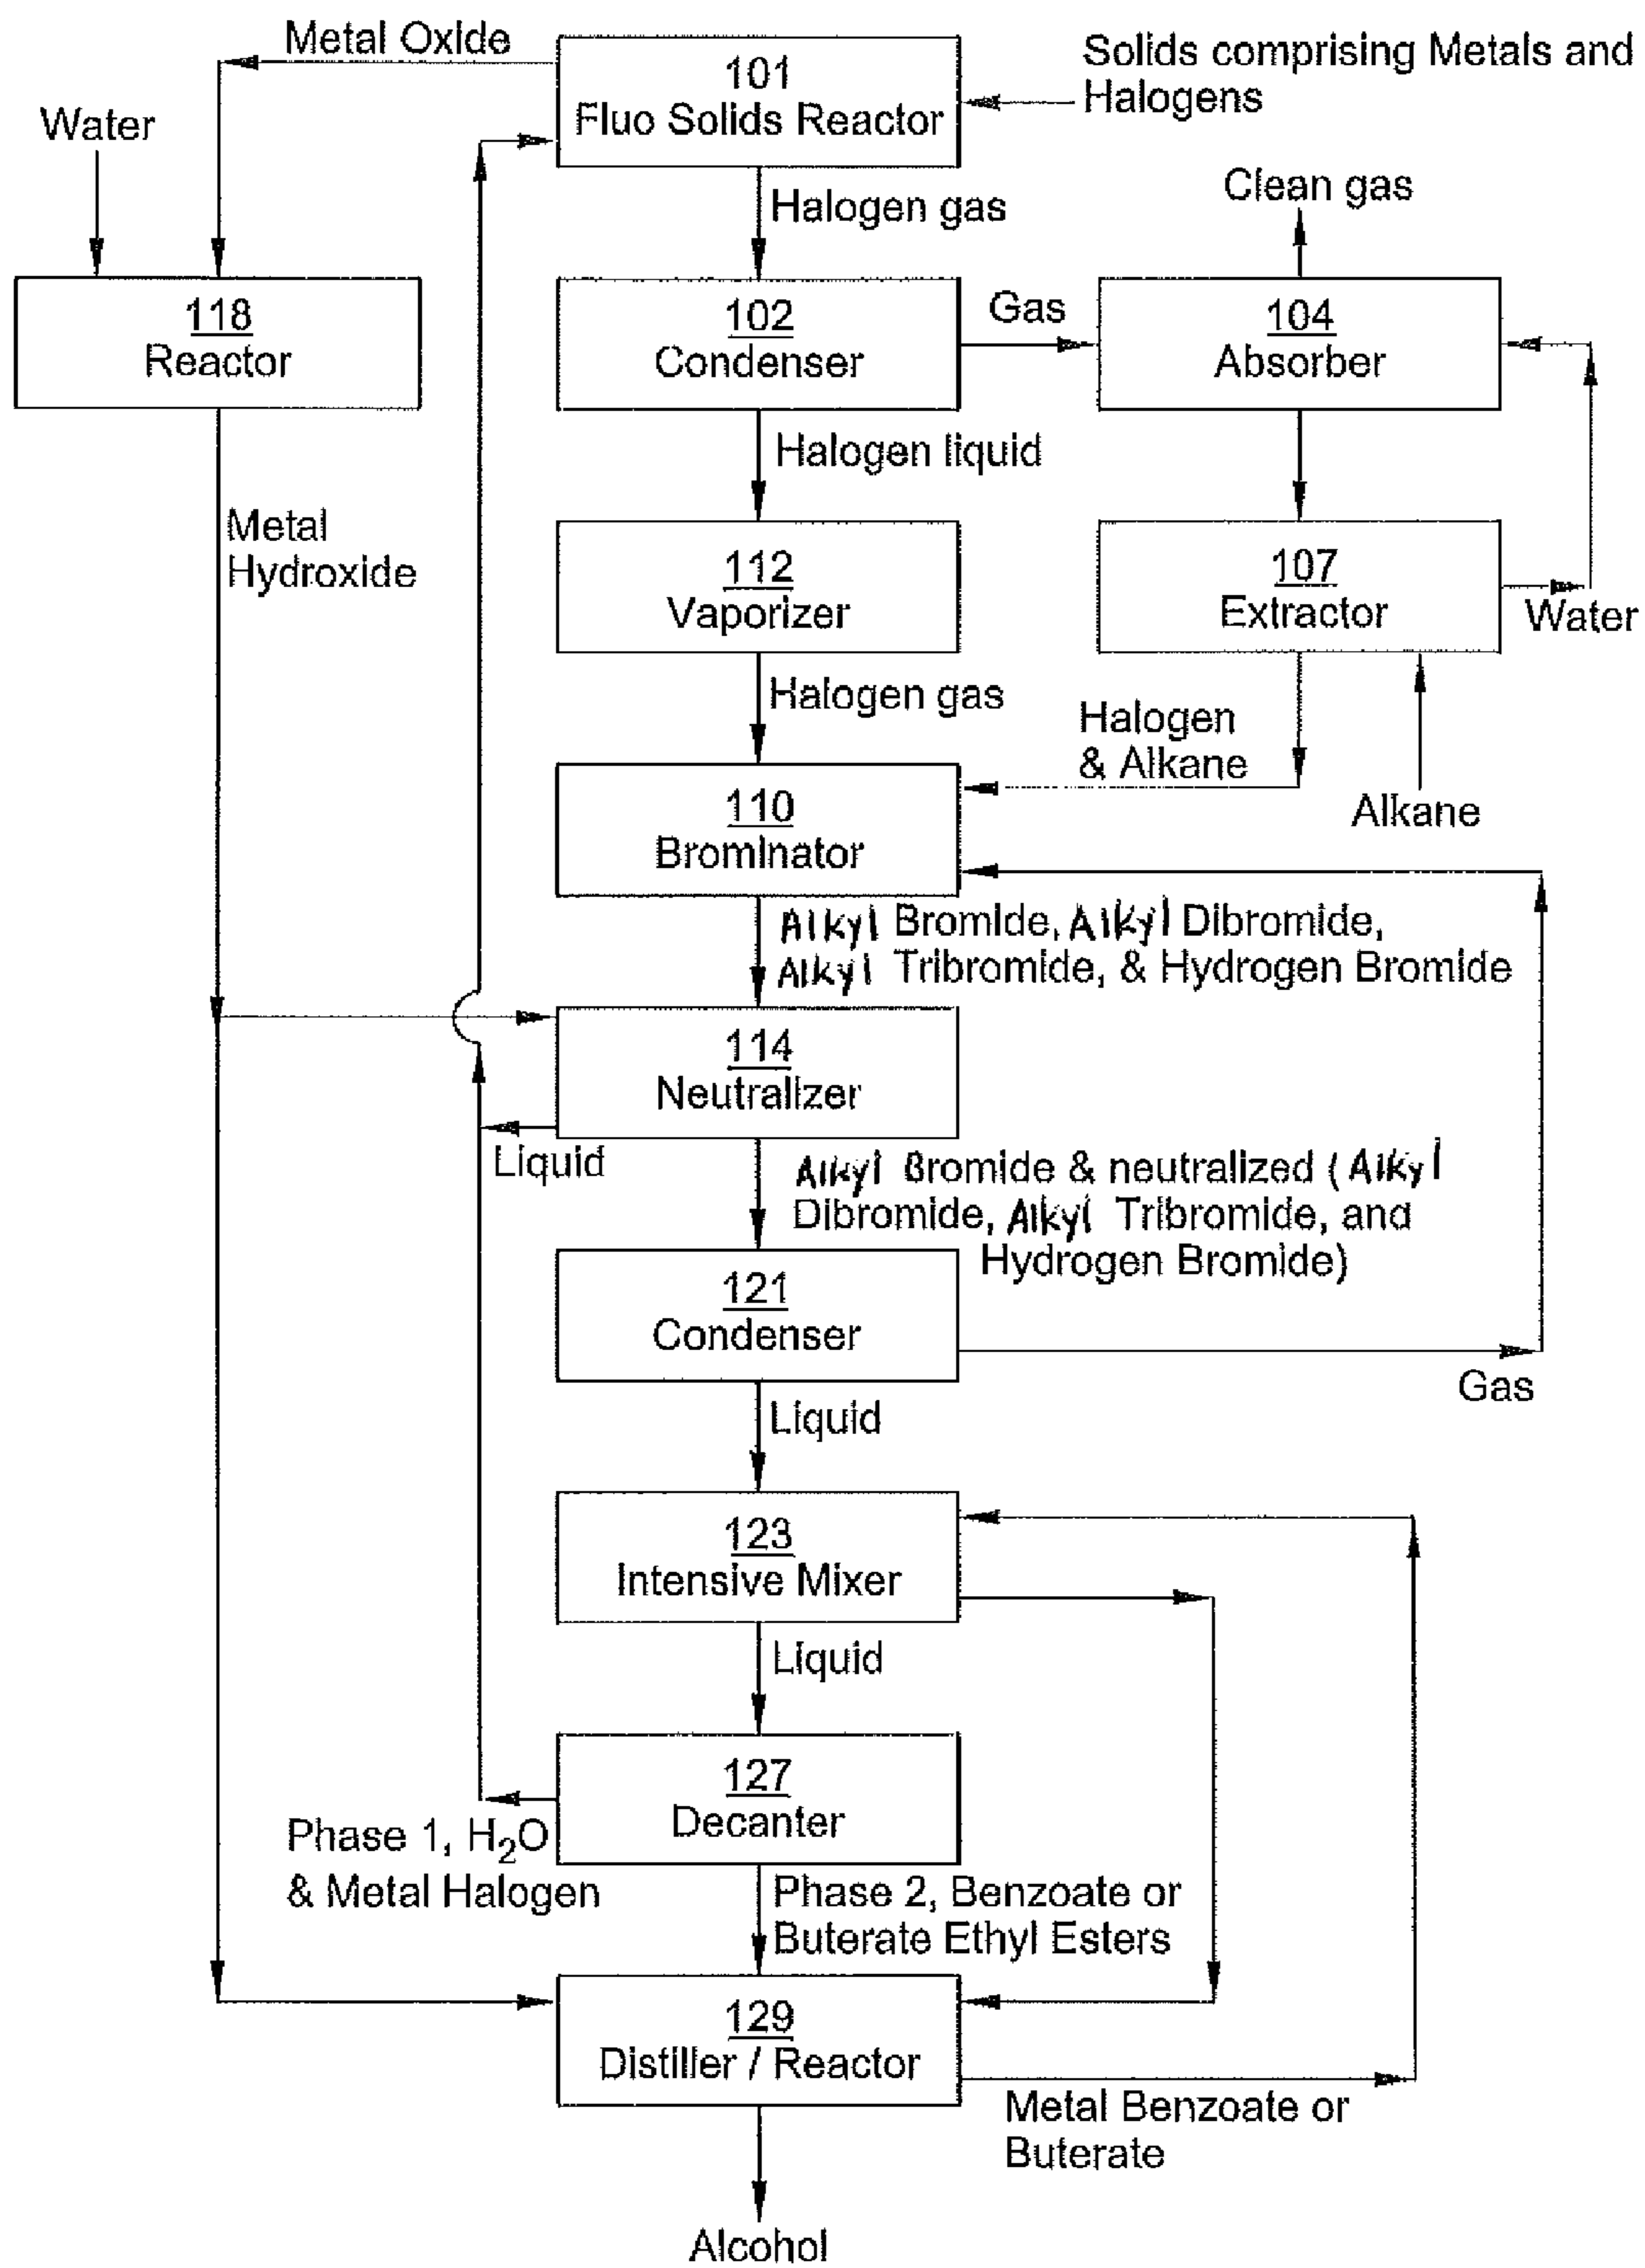 Metal Oxide
101
Fluo Solids Reactor
Solids comprising Metals and
Halogens
Water
Halogen gas
Clean gas
118
Reactor
102
Condenser
Gas
104
Absorber
Halogen liquid
Metal
Hydroxide
112
Vaporizer
107
Extractor
Water
Halogen gas
Halogen
& Alkane
Alkane
110
Brominator
Alkyl Bromide, Alkyl Dibromide,
Alkyl Tribromide, & Hydrogen Bromide
114
Neutralizer
Liquid
Alkyl Bromide & neutralized (Alkyl
Dibromide, Alkyl Tribromide, and
Hydrogen Bromide)
121
Condenser
Gas
Liquid
123
Intensive Mixer
Liquid
127
Decanter
Phase 1, H₂O
& Metal Halogen
Phase 2, Benzoate or
Buterate Ethyl Esters
129
Distiller / Reactor
Metal Benzoate or
Buterate
Alcohol